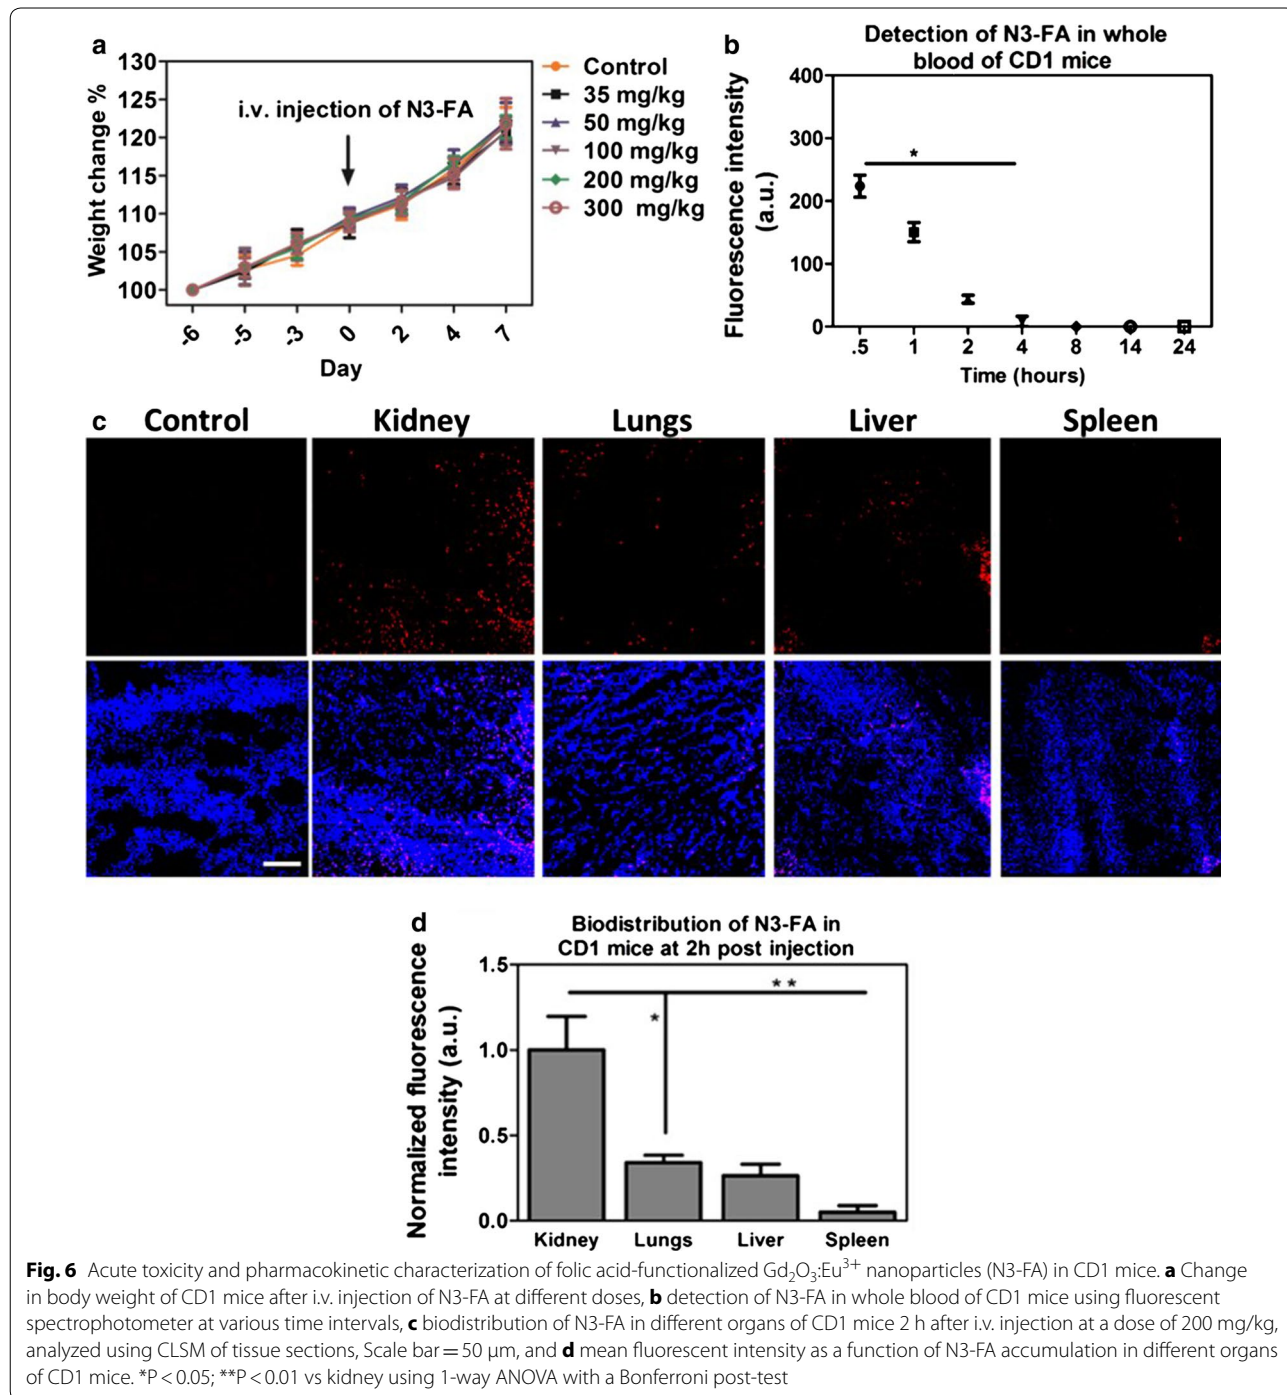 a
130
125
120
115
110
105
100
Weight change %
i.v. injection of N3-FA
-6
-5
-3
0
2
4
7
Day
Control
35 mg/kg
50 mg/kg
100 mg/kg
200 mg/kg
300 mg/kg
b
Detection of N3-FA in whole
blood of CD1 mice
Fluorescence intensity
(a.u.)
400
300
200
100
0
*
.5
1
2
4
8
14
24
Time (hours)
c
Control
Kidney
Lungs
Liver
Spleen
d
Biodistribution of N3-FA in
CD1 mice at 2h post injection
Normalized fluorescence
intensity (a.u.)
1.5
1.0
0.5
0.0
* *
*
Kidney
Lungs
Liver
Spleen
Fig. 6 Acute toxicity and pharmacokinetic characterization of folic acid-functionalized Gd₂O₃:Eu³⁺ nanoparticles (N3-FA) in CD1 mice. a Change
in body weight of CD1 mice after i.v. injection of N3-FA at different doses, b detection of N3-FA in whole blood of CD1 mice using fluorescent
spectrophotometer at various time intervals, c biodistribution of N3-FA in different organs of CD1 mice 2 h after i.v. injection at a dose of 200 mg/kg,
analyzed using CLSM of tissue sections, Scale bar = 50 μm, and d mean fluorescent intensity as a function of N3-FA accumulation in different organs
of CD1 mice. *P < 0.05; **P < 0.01 vs kidney using 1-way ANOVA with a Bonferroni post-test